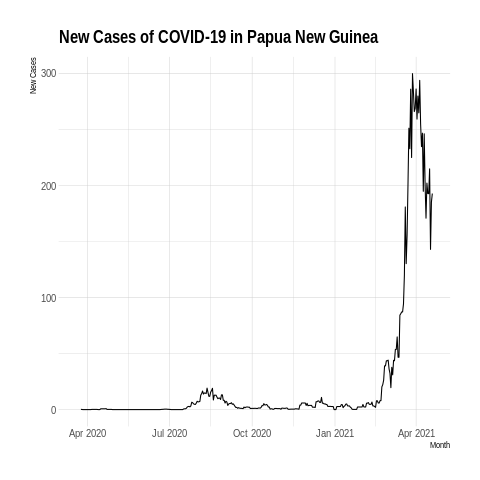 New Cases of COVID-19 in Papua New Guinea
New Cases
300
200
100
0
Apr 2020 Jul 2020 Oct 2020 Jan 2021 Apr 2021
Month